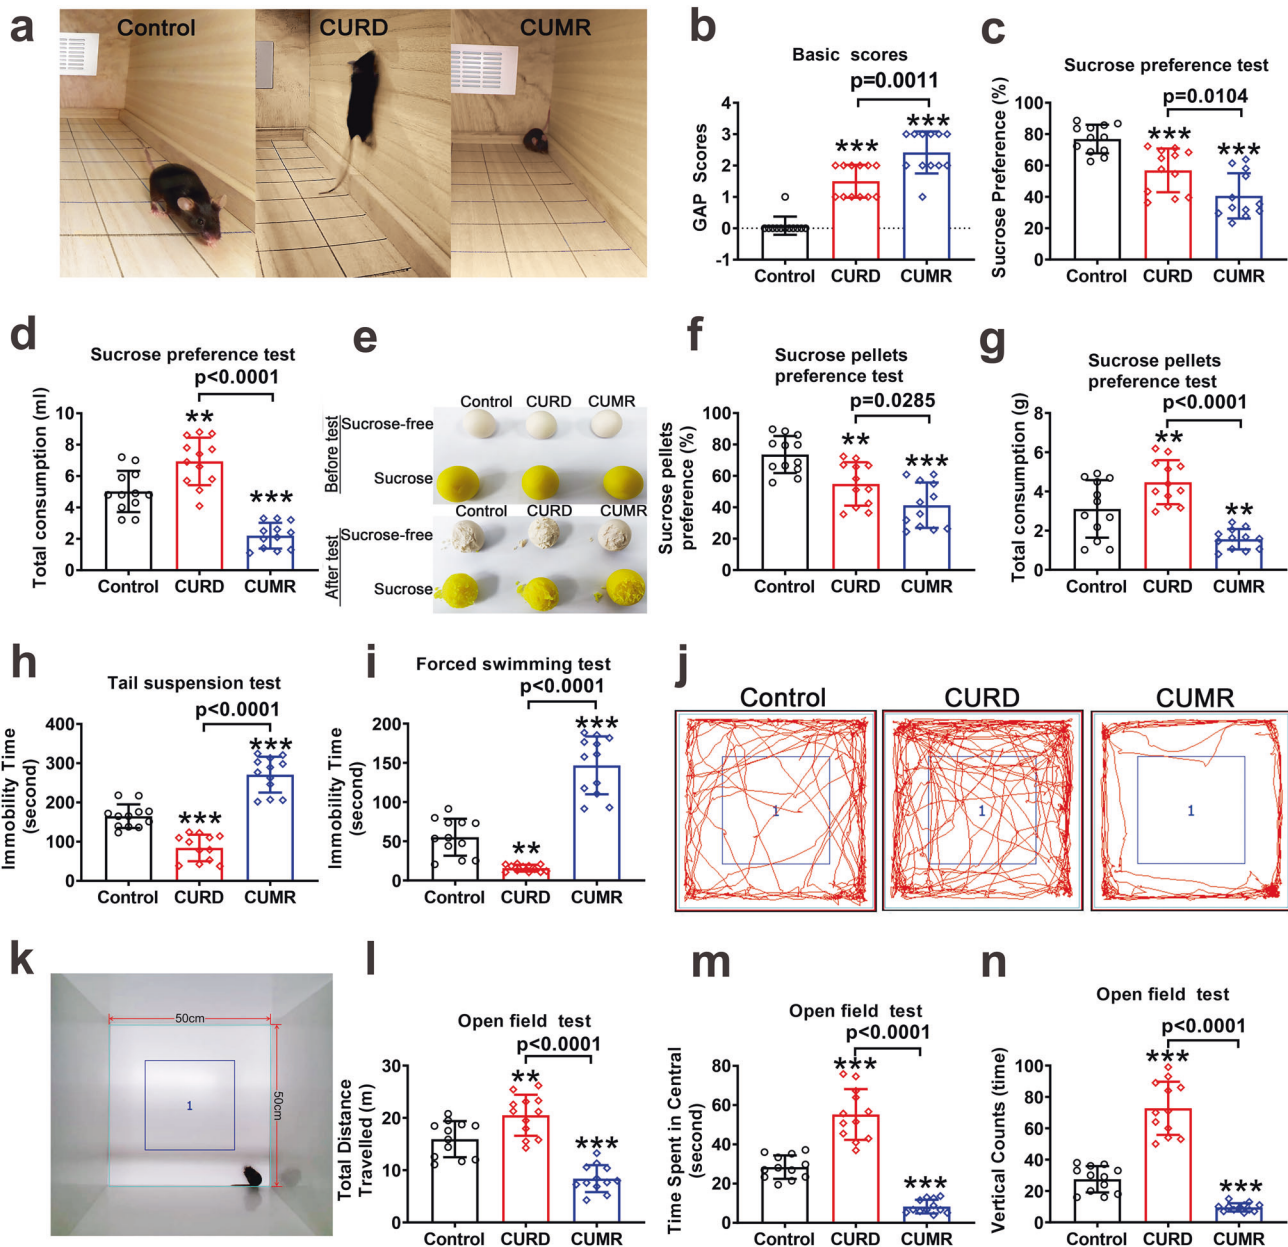 a
Control
CURD
CUMR
b
Basic scores
p=0.0011
***
***
GAP Scores
4
3
2
1
0
-1
Control
CURD
CUMR
c
Sucrose preference test
p=0.0104
***
***
Sucrose Preference (%)
100
80
60
40
20
0
Control
CURD
CUMR
d
Sucrose preference test
p<0.0001
**
***
Total consumption (ml)
10
8
6
4
2
0
Control
CURD
CUMR
e
Control
CURD
CUMR
Before test
Sucrose-free
Sucrose
Control
CURD
CUMR
After test
Sucrose-free
Sucrose
f
Sucrose pellets
preference test
p=0.0285
**
***
Sucrose pellets
preference (%)
100
80
60
40
20
0
Control
CURD
CUMR
g
Sucrose pellets
preference test
p<0.0001
**
**
Total consumption (g)
8
6
4
2
0
Control
CURD
CUMR
h
Tail suspension test
p<0.0001
***
***
Immobility Time
(second)
400
300
200
100
0
Control
CURD
CUMR
i
Forced swimming test
p<0.0001
**
***
Immobility Time
(second)
200
150
100
50
0
Control
CURD
CUMR
j
Control
CURD
CUMR
1
1
1
k
50cm
50cm
1
l
Open field test
p<0.0001
**
***
Total Distance
Travelled (m)
30
20
10
0
Control
CURD
CUMR
m
Open field test
p<0.0001
***
***
Time Spent in Central
(second)
80
60
40
20
0
Control
CURD
CUMR
n
Open field test
p<0.0001
***
***
Vertical Counts (time)
100
80
60
40
20
0
Control
CURD
CUMR